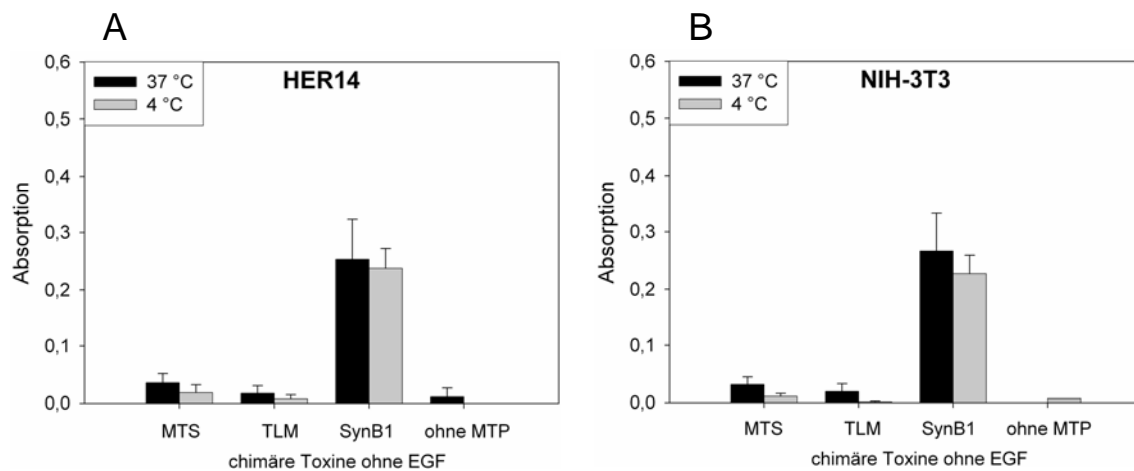 A
0,6
0,5
0,4
0,3
0,2
0,1
0,0
Absorption
37 °C
4 °C
HER14
MTS TLM SynB1 ohne MTP
chimäre Toxine ohne EGF
B
0,6
0,5
0,4
0,3
0,2
0,1
0,0
Absorption
37 °C
4 °C
NIH-3T3
MTS TLM SynB1 ohne MTP
chimäre Toxine ohne EGF